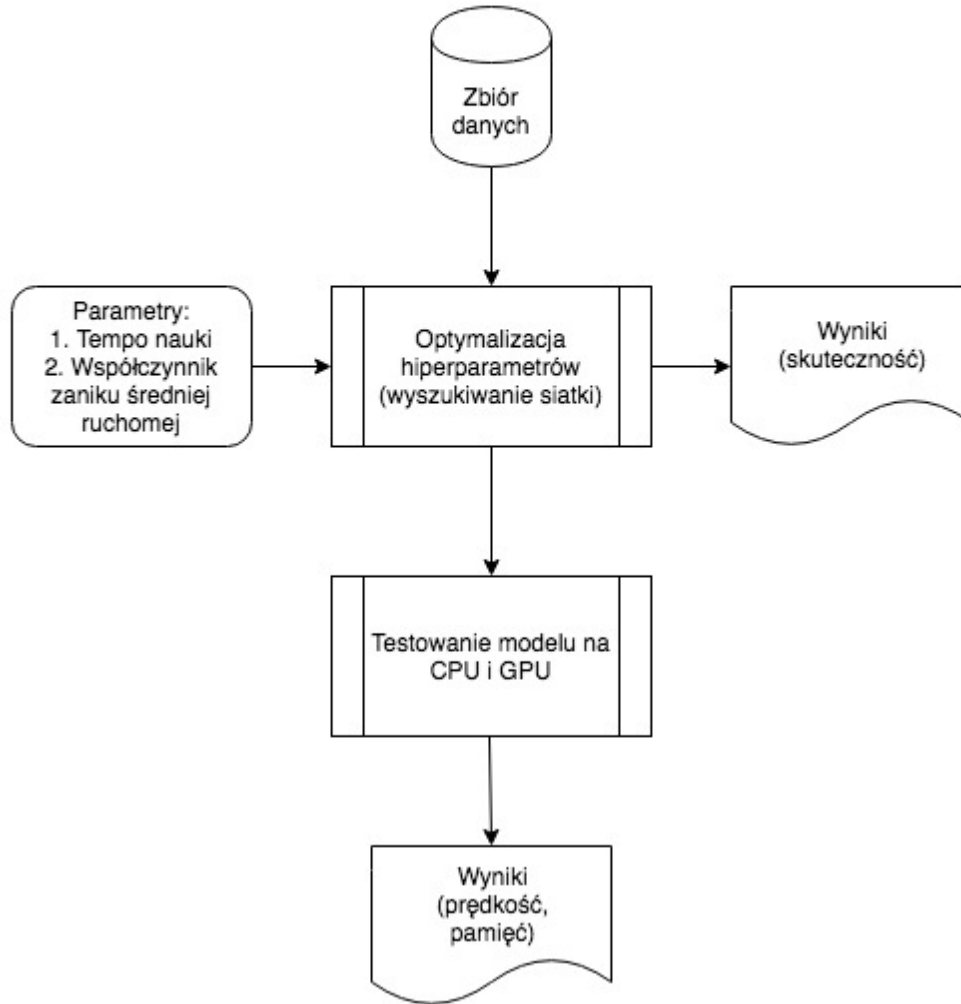 Zbiór
danych
Parametry:
1. Tempo nauki
2. Współczynnik
zaniku średniej
ruchomej
Optymalizacja
hiperparametrów
(wyszukiwanie siatki)
Wyniki
(skuteczność)
Testowanie modelu na
CPU i GPU
Wyniki
(prędkość,
pamięć)